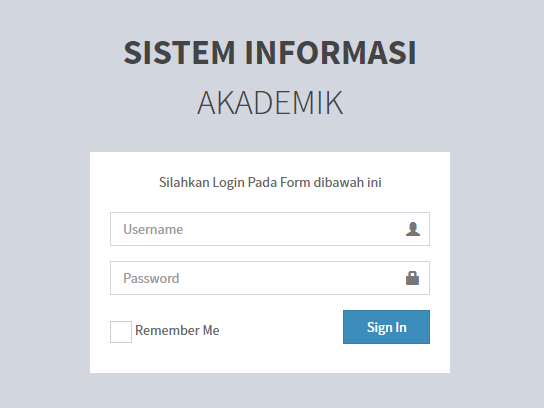 SISTEM INFORMASI
AKADEMIK
Silahkan Login Pada Form dibawah ini
Username
Password
Remember Me
Sign In